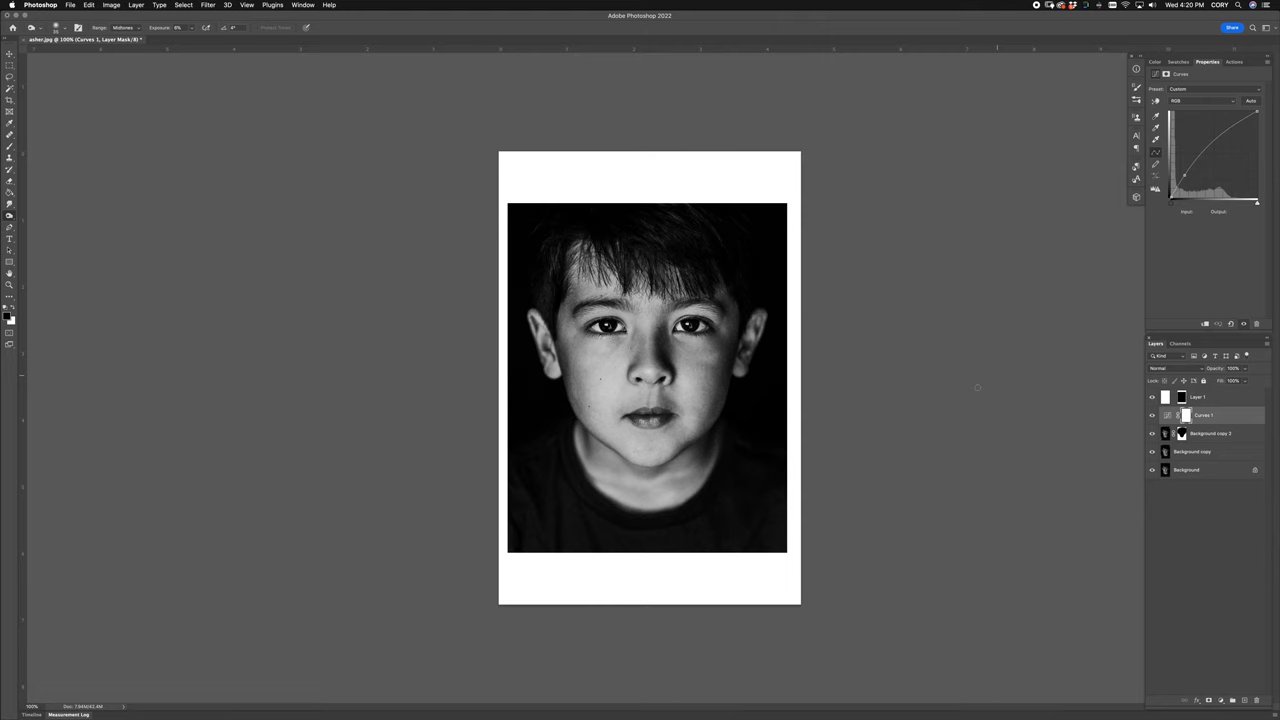 Photoshop File Edit Image Layer Type Select Filter 3D View Plugins Window Help Wed 4:20 PM CORY
Adobe Photoshop 2022
Range: Midtones Exposure: 8% 4° Protect Tones Share
asher.jpg @ 100% (Curves 1, Layer Mask/8) *
Color Swatches Properties Actions
Curves
Preset: Custom
RGB Auto
Input: Output:
Layers Channels
Kind
Normal Opacity: 100%
Lock: Fill: 100%
Layer 1
Curves 1
Background copy 2
Background copy
Background
100% Doc: 7.94M/42.4M
Timeline Measurement Log